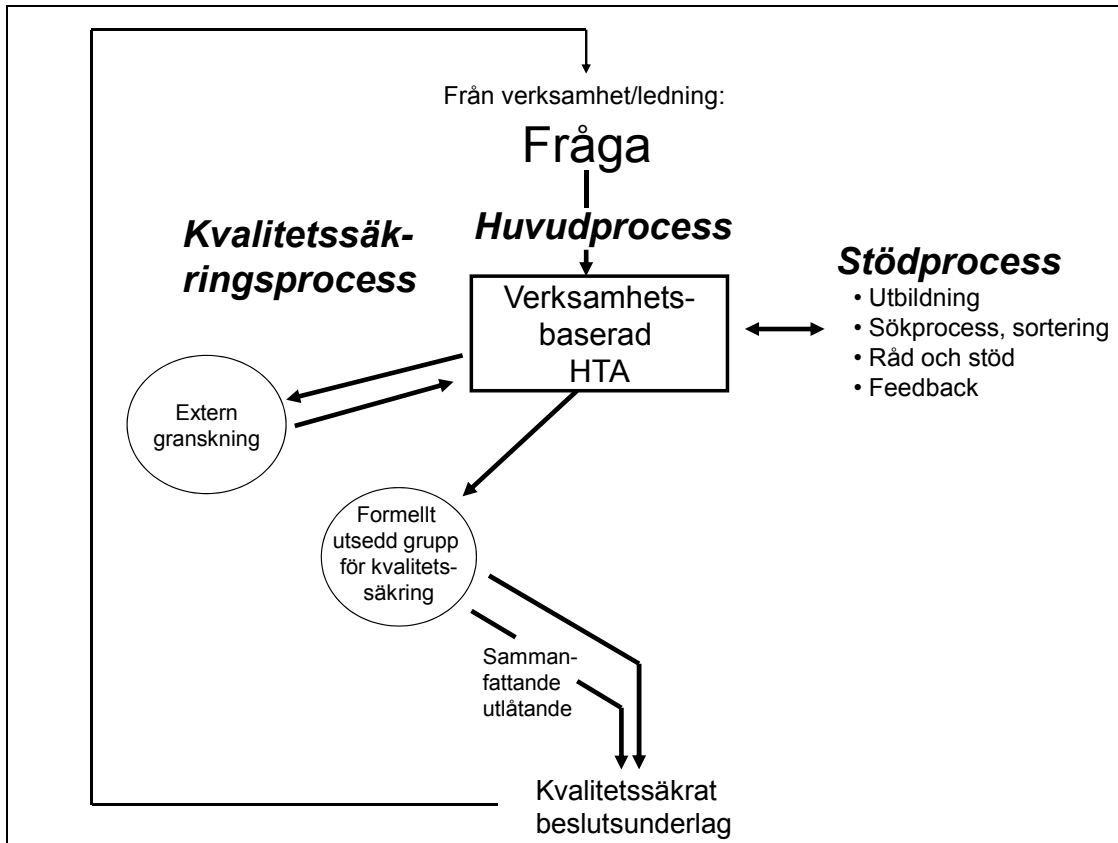 Från verksamhet/ledning:
Fråga
Huvudprocess
Kvalitetssäk-
ringsprocess
Stödprocess
• Utbildning
• Sökprocess, sortering
• Råd och stöd
• Feedback
Verksamhets-
baserad
HTA
Extern
granskning
Formellt
utsedd grupp
för kvalitets-
säkring
Samman-
fattande
utlåtande
Kvalitetssäkrat
beslutsunderlag